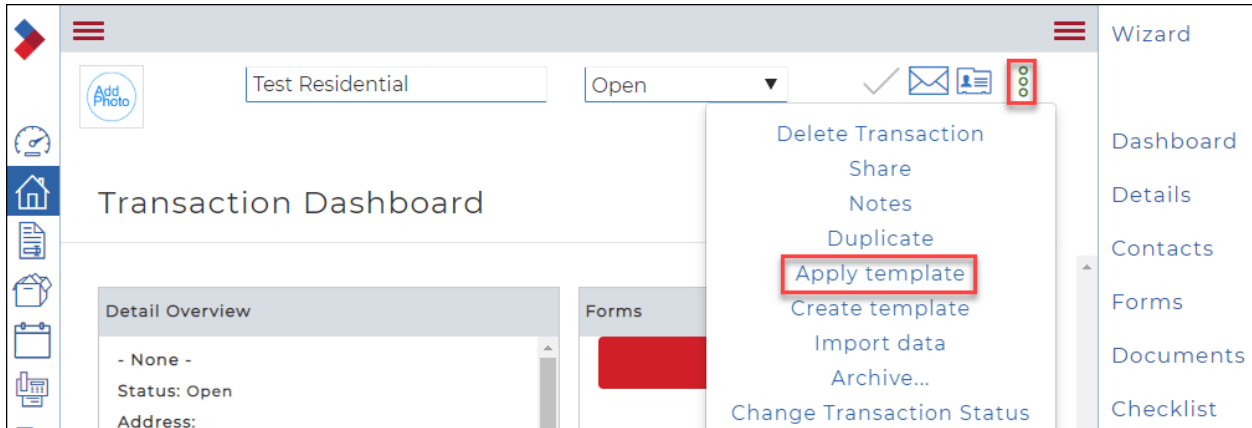 Wizard
Add
Photo
Test Residential
Open
Delete Transaction
Share
Notes
Duplicate
Apply template
Create template
Import data
Archive...
Change Transaction Status
Transaction Dashboard
Detail Overview
- None -
Status: Open
Address:
Forms
Dashboard
Details
Contacts
Forms
Documents
Checklist